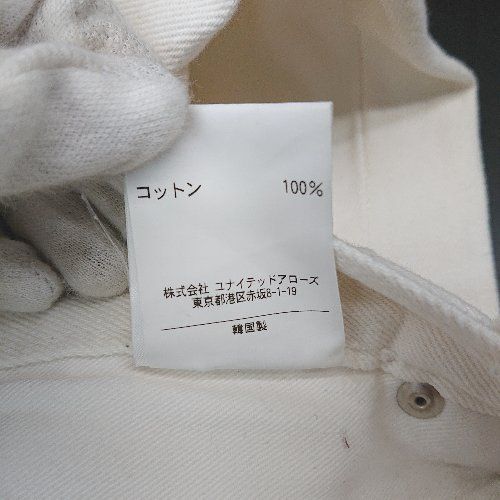 コットン 100%
株式会社 ユナイテッドアローズ
東京都港区赤坂8-1-19
韓国製